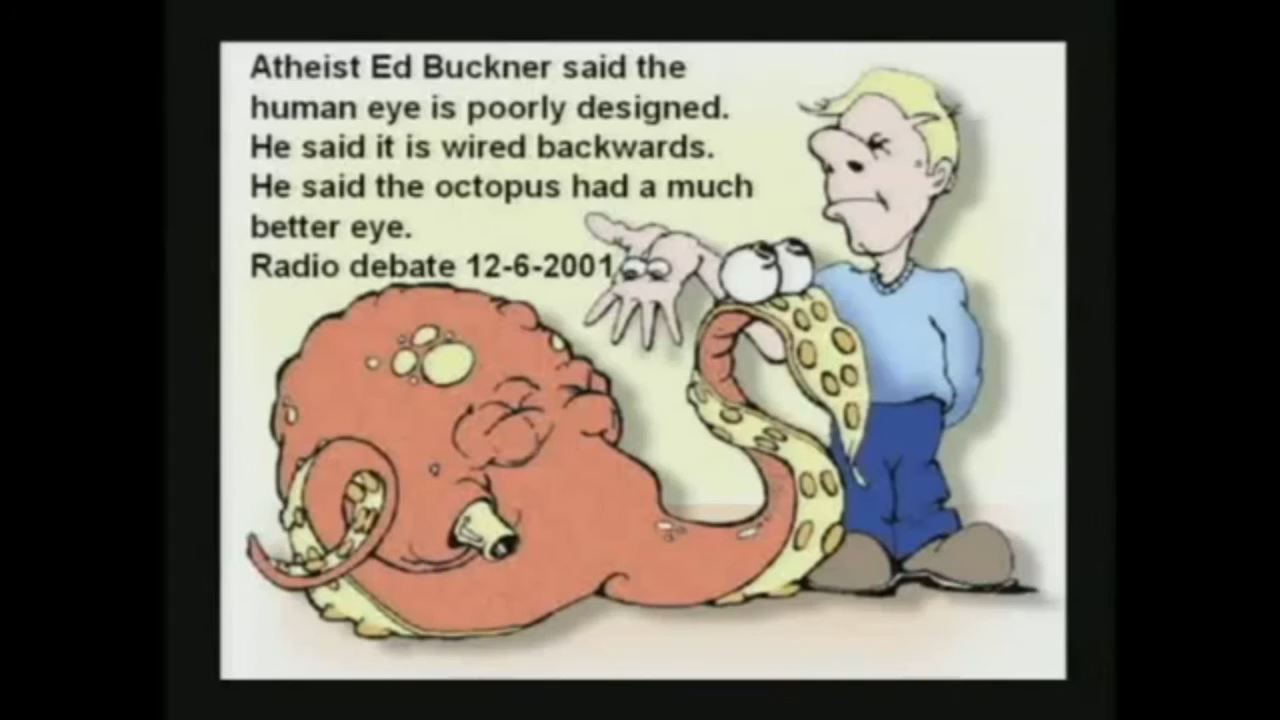 Atheist Ed Buckner said the
human eye is poorly designed.
He said it is wired backwards.
He said the octopus had a much
better eye.
Radio debate 12-6-2001